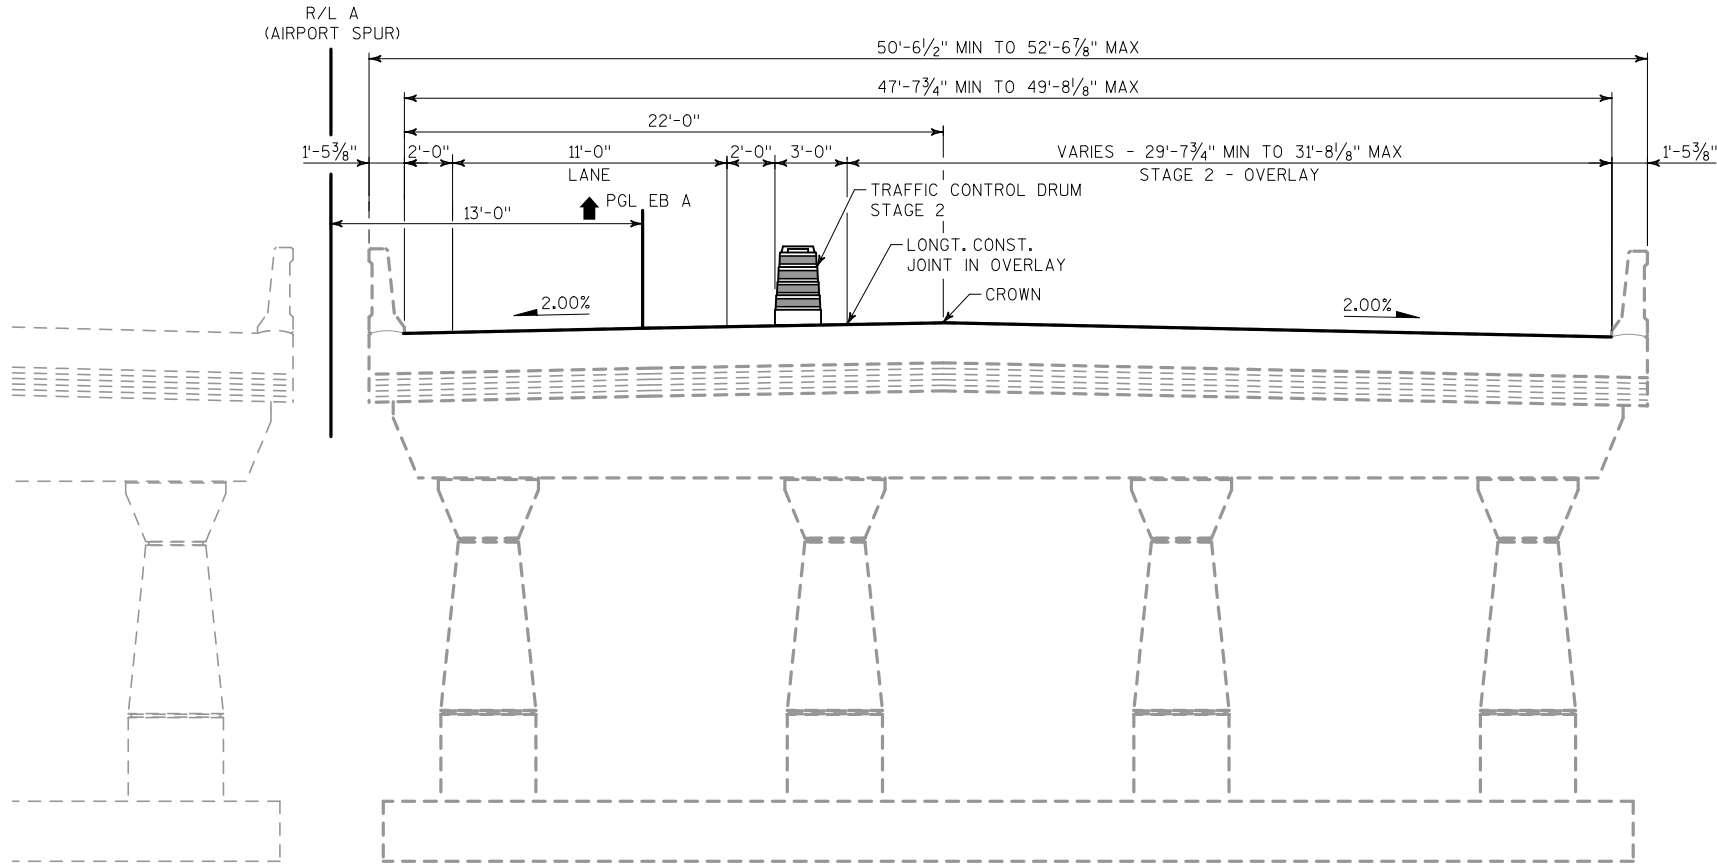 R/L A
(AIRPORT SPUR)
50'-6½" MIN TO 52'-6⅞" MAX
47'-7¾" MIN TO 49'-8⅛" MAX
22'-0"
1'-5⅜" 2'-0" 11'-0" 2'-0" 3'-0" VARIES - 29'-7¾" MIN TO 31'-8⅛" MAX 1'-5⅜"
LANE STAGE 2 - OVERLAY
TRAFFIC CONTROL DRUM
STAGE 2
13'-0" PGL EB A
LONGT. CONST.
JOINT IN OVERLAY
CROWN
2.00% 2.00%